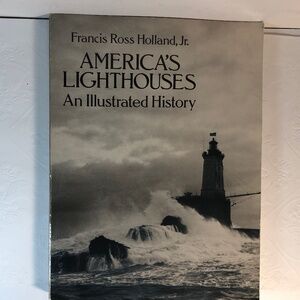 Francis Ross Holland, Jr.
AMERICA'S
LIGHTHOUSES
An Illustrated History